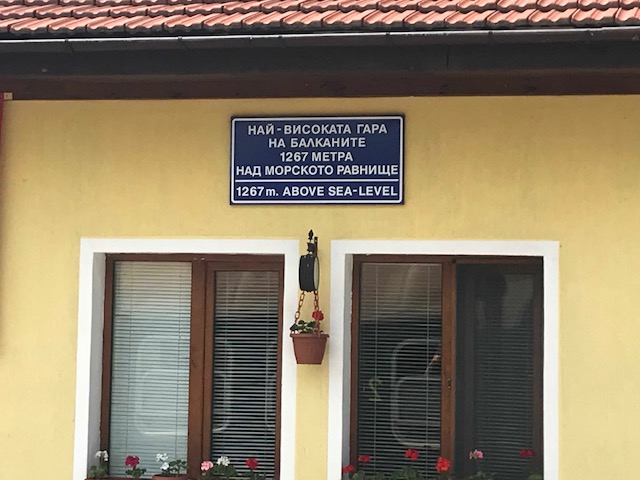 НАЙ-ВИСОКАТА ГАРА
НА БАЛКАНИТЕ
1267 МЕТРА
НАД МОРСКОТО РАВНИЩЕ
1267m. ABOVE SEA-LEVEL